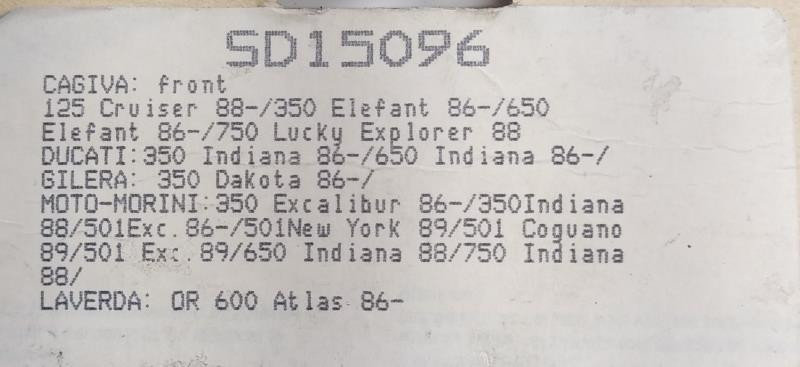 SD15096
CAGIVA: front
125 Cruiser 88-/350 Elefant 86-/650
Elefant 86-/750 Lucky Explorer 88
DUCATI:350 Indiana 86-/650 Indiana 86-/
GILERA: 350 Dakota 86-/
MOTO-MORINI:350 Excalibur 86-/350Indiana
88/501Exc.86-/501New York 89/501 Coguano
89/501 Exc.89/650 Indiana 88/750 Indiana
88/
LAVERDA: OR 600 Atlas 86-